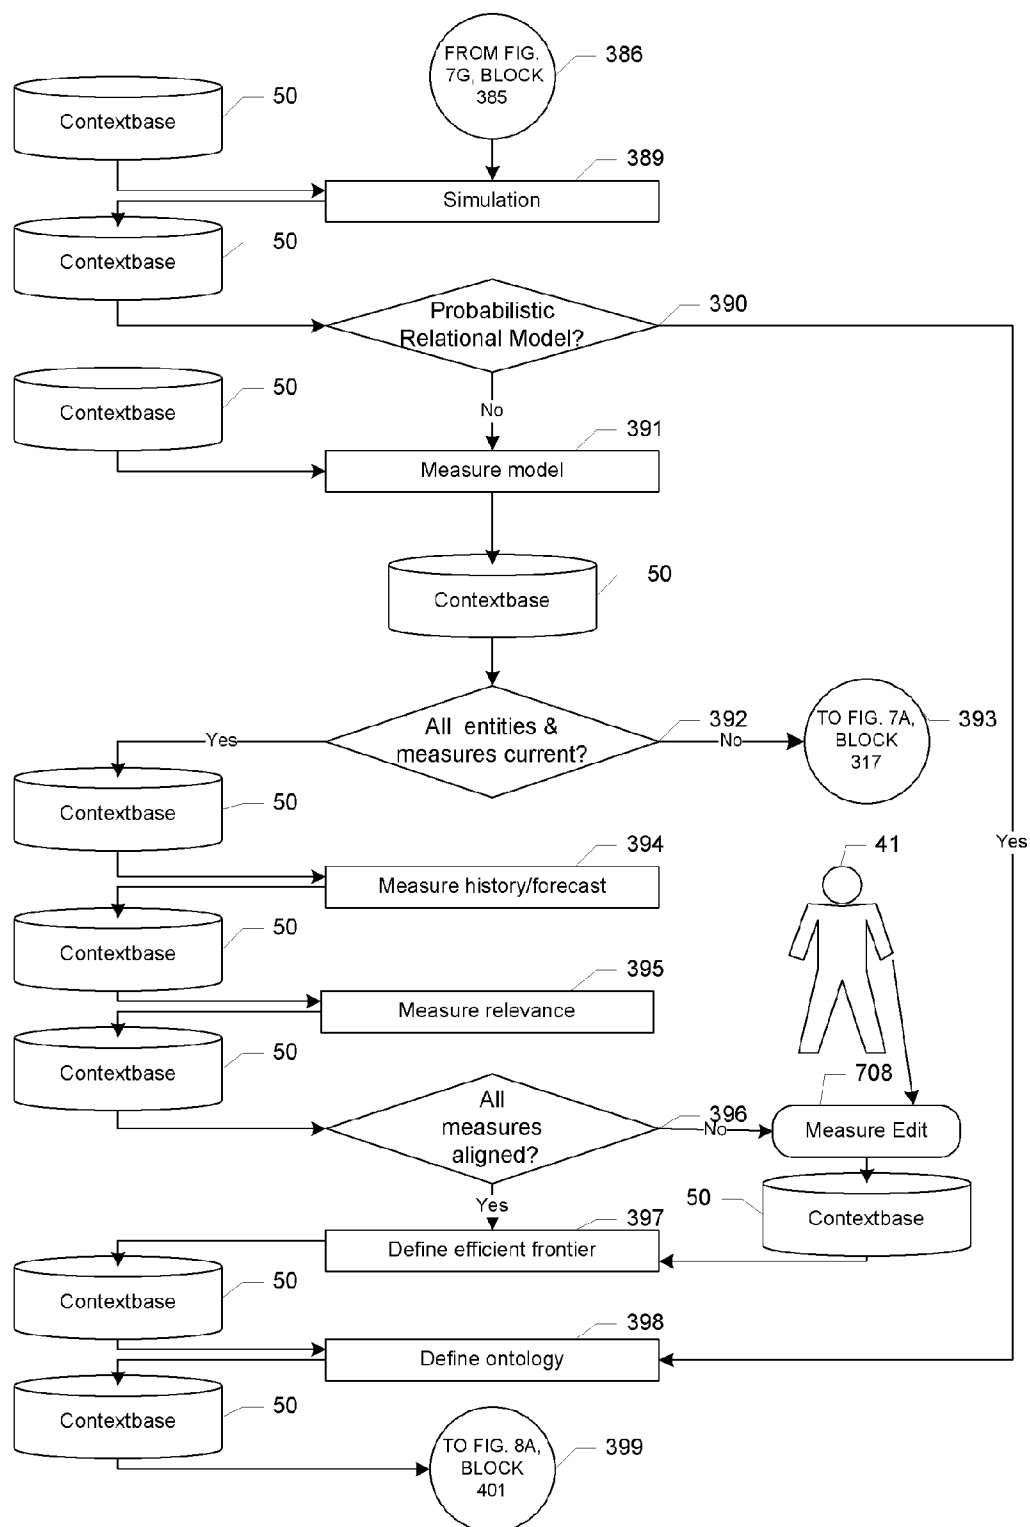 FROM FIG.
7G, BLOCK
385
386
50
Contextbase
389
Simulation
50
Contextbase
390
Probabilistic
Relational Model?
50
Contextbase
No
391
Measure model
50
Contextbase
392
All entities &
measures current?
Yes
No
TO FIG. 7A,
BLOCK
317
393
50
Contextbase
Yes
394
Measure history/forecast
41
50
Contextbase
395
Measure relevance
50
Contextbase
708
All
measures
aligned?
396
No
Measure Edit
Yes
50
Contextbase
397
Define efficient frontier
50
Contextbase
398
Define ontology
50
Contextbase
TO FIG. 8A,
BLOCK
401
399